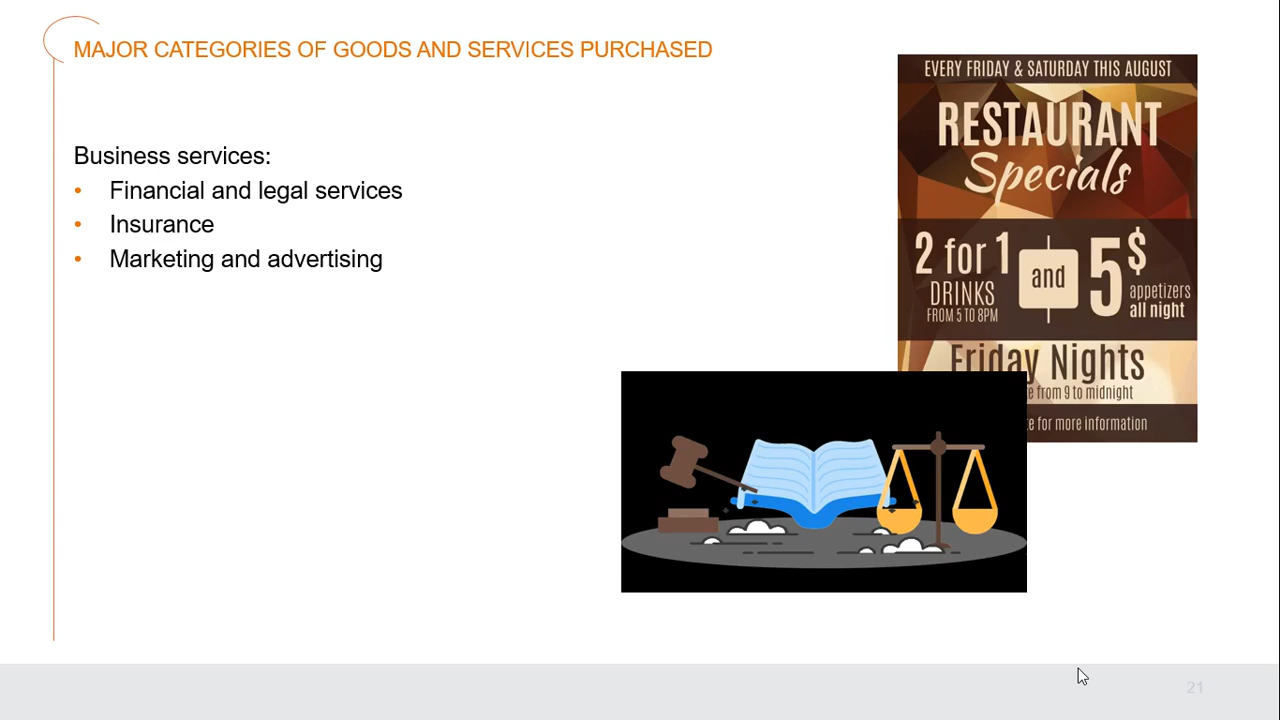 MAJOR CATEGORIES OF GOODS AND SERVICES PURCHASED
Business services:
• Financial and legal services
• Insurance
• Marketing and advertising
EVERY FRIDAY & SATURDAY THIS AUGUST
RESTAURANT
Specials
2 for 1
DRINKS
FROM 5 TO 8PM
and
5$
appetizers
all night
Friday Nights
from 9 to midnight
for more information
21